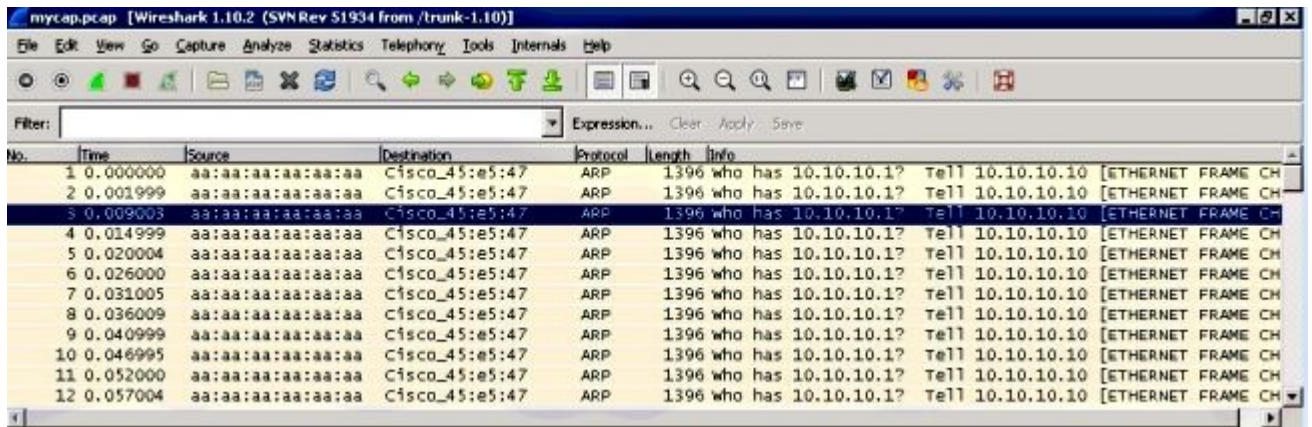 mycap.pcap [Wireshark 1.10.2 (SVN Rev 51934 from /trunk-1.10)]
File Edit View Go Capture Analyze Statistics Telephony Tools Internals Help
Filter: Expression... Clear Apply Save
No. Time Source Destination Protocol Length Info
1 0.000000 aa:aa:aa:aa:aa:aa Cisco_45:e5:47 ARP 1396 who has 10.10.10.1? Tell 10.10.10.10 [ETHERNET FRAME CH
2 0.001999 aa:aa:aa:aa:aa:aa Cisco_45:e5:47 ARP 1396 who has 10.10.10.1? Tell 10.10.10.10 [ETHERNET FRAME CH
3 0.009003 aa:aa:aa:aa:aa:aa Cisco_45:e5:47 ARP 1396 who has 10.10.10.1? Tell 10.10.10.10 [ETHERNET FRAME CH
4 0.014999 aa:aa:aa:aa:aa:aa Cisco_45:e5:47 ARP 1396 who has 10.10.10.1? Tell 10.10.10.10 [ETHERNET FRAME CH
5 0.020004 aa:aa:aa:aa:aa:aa Cisco_45:e5:47 ARP 1396 who has 10.10.10.1? Tell 10.10.10.10 [ETHERNET FRAME CH
6 0.026000 aa:aa:aa:aa:aa:aa Cisco_45:e5:47 ARP 1396 who has 10.10.10.1? Tell 10.10.10.10 [ETHERNET FRAME CH
7 0.031005 aa:aa:aa:aa:aa:aa Cisco_45:e5:47 ARP 1396 who has 10.10.10.1? Tell 10.10.10.10 [ETHERNET FRAME CH
8 0.036009 aa:aa:aa:aa:aa:aa Cisco_45:e5:47 ARP 1396 who has 10.10.10.1? Tell 10.10.10.10 [ETHERNET FRAME CH
9 0.040999 aa:aa:aa:aa:aa:aa Cisco_45:e5:47 ARP 1396 who has 10.10.10.1? Tell 10.10.10.10 [ETHERNET FRAME CH
10 0.046995 aa:aa:aa:aa:aa:aa Cisco_45:e5:47 ARP 1396 who has 10.10.10.1? Tell 10.10.10.10 [ETHERNET FRAME CH
11 0.052000 aa:aa:aa:aa:aa:aa Cisco_45:e5:47 ARP 1396 who has 10.10.10.1? Tell 10.10.10.10 [ETHERNET FRAME CH
12 0.057004 aa:aa:aa:aa:aa:aa Cisco_45:e5:47 ARP 1396 who has 10.10.10.1? Tell 10.10.10.10 [ETHERNET FRAME CH